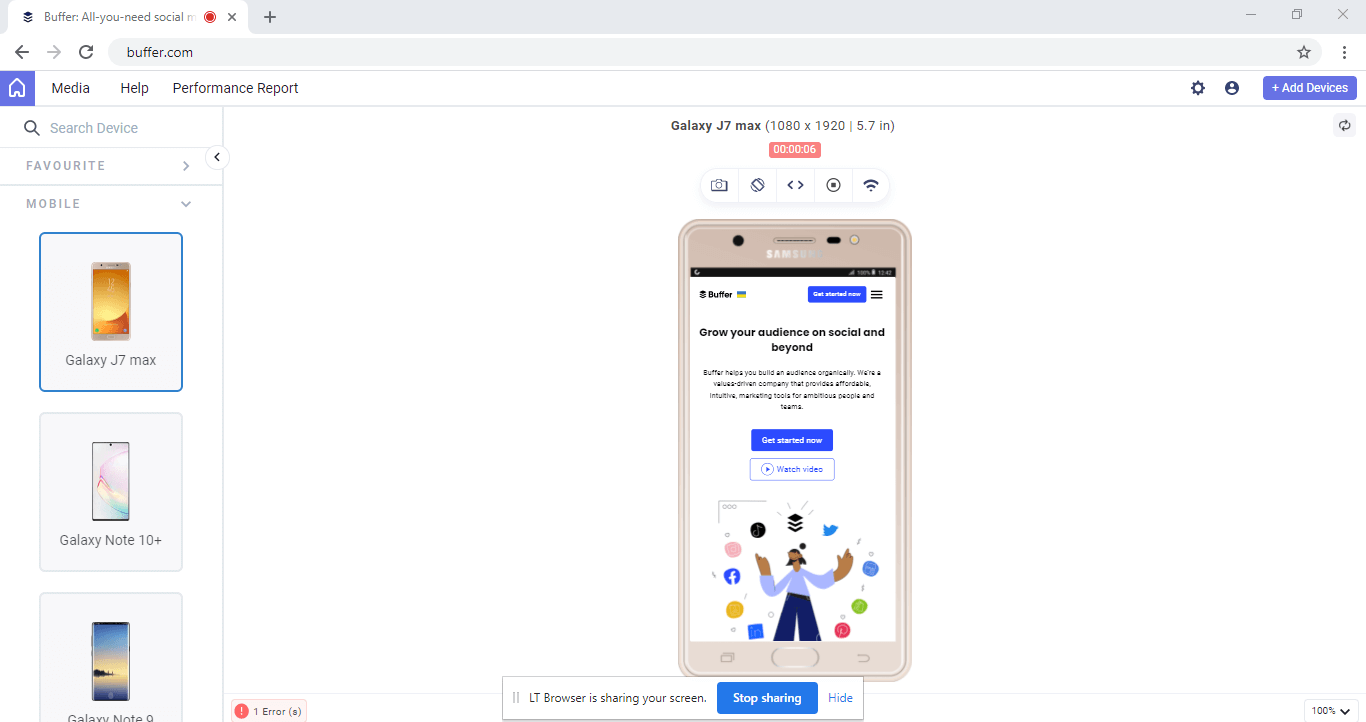 Buffer: All-you-need social m
buffer.com
Media
Help
Performance Report
+ Add Devices
Search Device
FAVOURITE
MOBILE
Galaxy J7 max
Galaxy Note 10+
Galaxy Note 9
Galaxy J7 max (1080 x 1920 | 5.7 in)
00:00:06
SAMSUNG
100% 12:42
Buffer
Get started now
Grow your audience on social and
beyond
Buffer helps you build an audience organically. We're a
values-driven company that provides affordable,
intuitive, marketing tools for ambitious people and
teams.
Get started now
Watch video
LT Browser is sharing your screen.
Stop sharing
Hide
1 Error (s)
100%